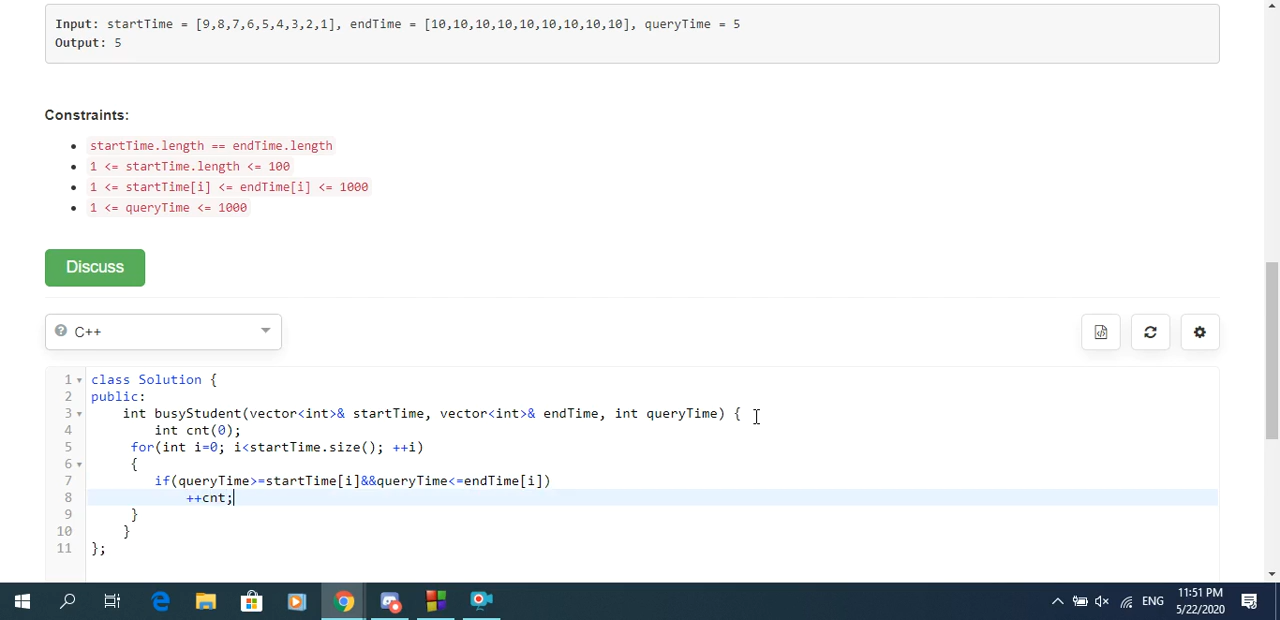 Input: startTime = [9,8,7,6,5,4,3,2,1], endTime = [10,10,10,10,10,10,10,10,10], queryTime = 5
Output: 5
Constraints:
startTime.length == endTime.length
1 <= startTime.length <= 100
1 <= startTime[i] <= endTime[i] <= 1000
1 <= queryTime <= 1000
Discuss
C++
1 class Solution {
2 public:
3 int busyStudent(vector<int>& startTime, vector<int>& endTime, int queryTime) {
4 int cnt(0);
5 for(int i=0; i<startTime.size(); ++i)
6 {
7 if(queryTime>=startTime[i]&&queryTime<=endTime[i])
8 ++cnt;
9 }
10 }
11 };
ENG
11:51 PM
5/22/2020